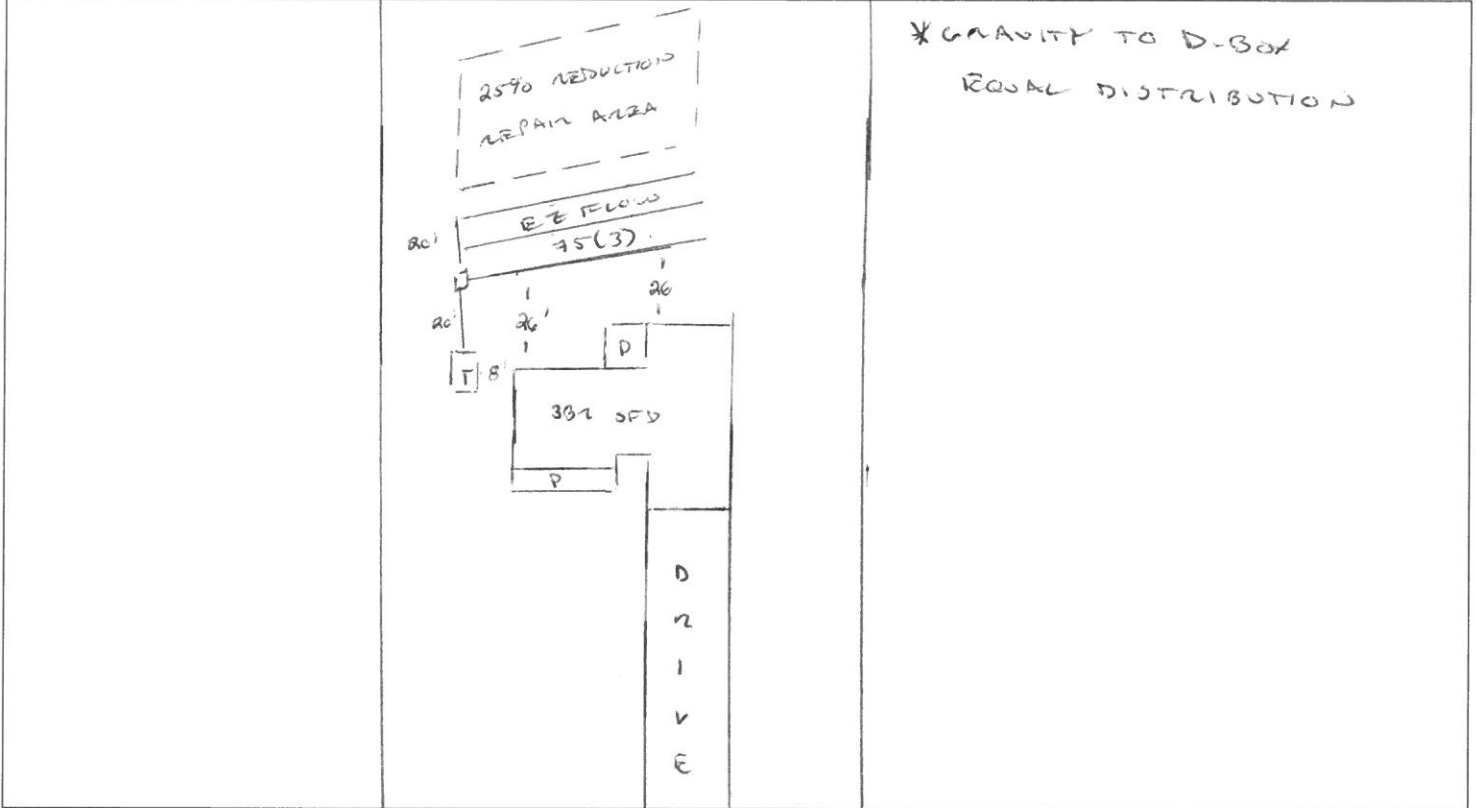 * GRAVITY TO D-BOX
EQUAL DISTRIBUTION
25% REDUCTION
REPAIR AREA
EZ FLOW
75(3)
20'
26
20'
26'
D
T
8'
3BR SFD
P
D
R
I
V
E